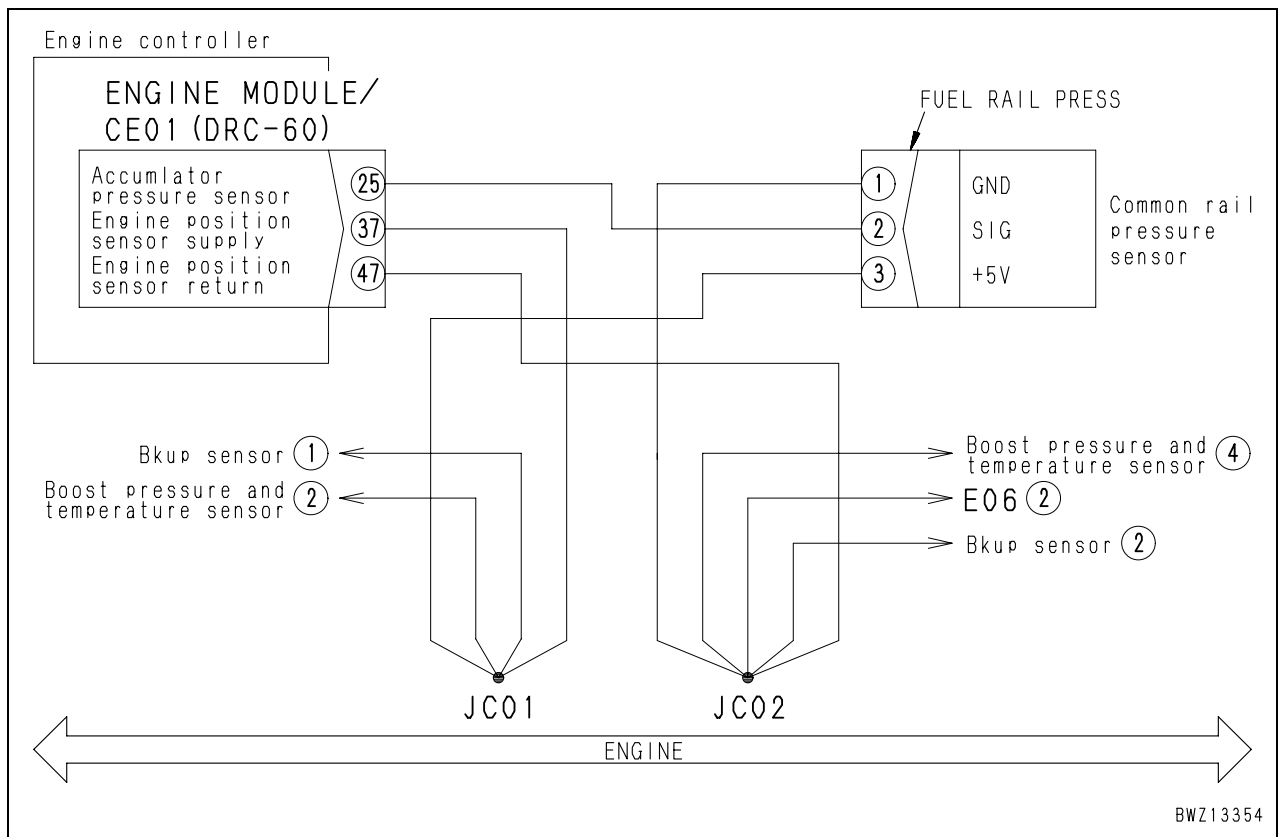 Engine controller
ENGINE MODULE/
CE01 (DRC-60)
Accumlator
pressure sensor
25
Engine position
sensor supply
37
Engine position
sensor return
47
FUEL RAIL PRESS
1
GND
2
SIG
3
+5V
Common rail
pressure
sensor
Bkup sensor 1
Boost pressure and
temperature sensor 2
Boost pressure and
temperature sensor 4
E06 2
Bkup sensor 2
JC01
JC02
ENGINE
BWZ13354